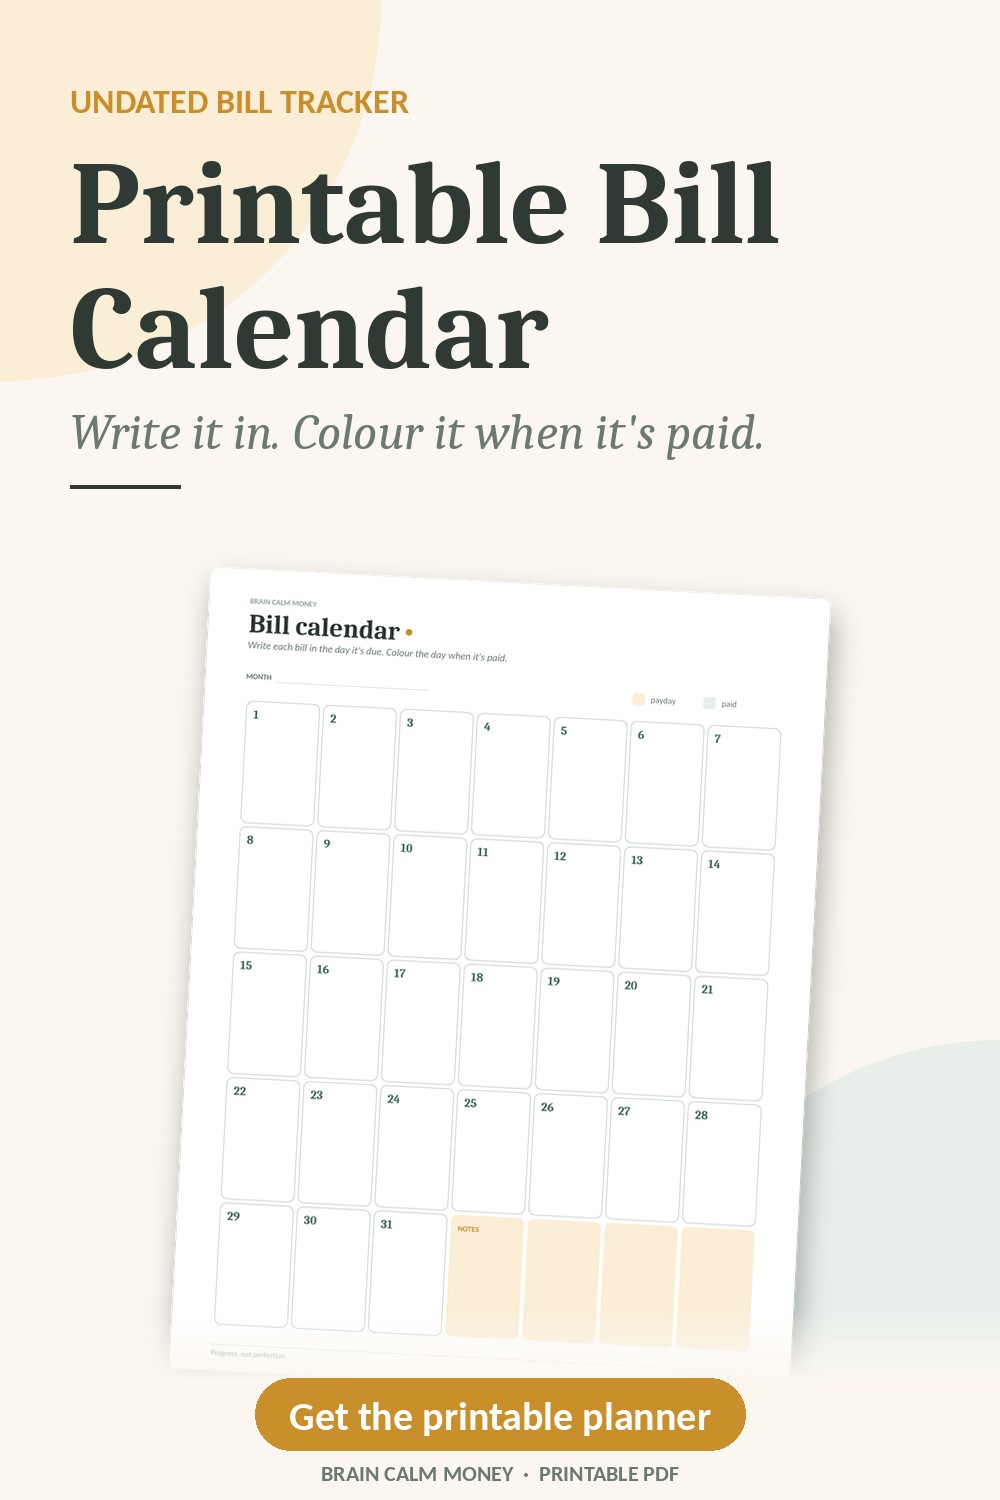 UNDATED BILL TRACKER
Printable Bill
Calendar
Write it in. Colour it when it's paid.
BRAIN CALM MONEY
Bill calendar
Write each bill in the day it's due. Colour the day when it's paid.
MONTH
payday paid
1 2 3 4 5 6 7
8 9 10 11 12 13 14
15 16 17 18 19 20 21
22 23 24 25 26 27 28
29 30 31 NOTES
Progress, not perfection.
Get the printable planner
BRAIN CALM MONEY · PRINTABLE PDF